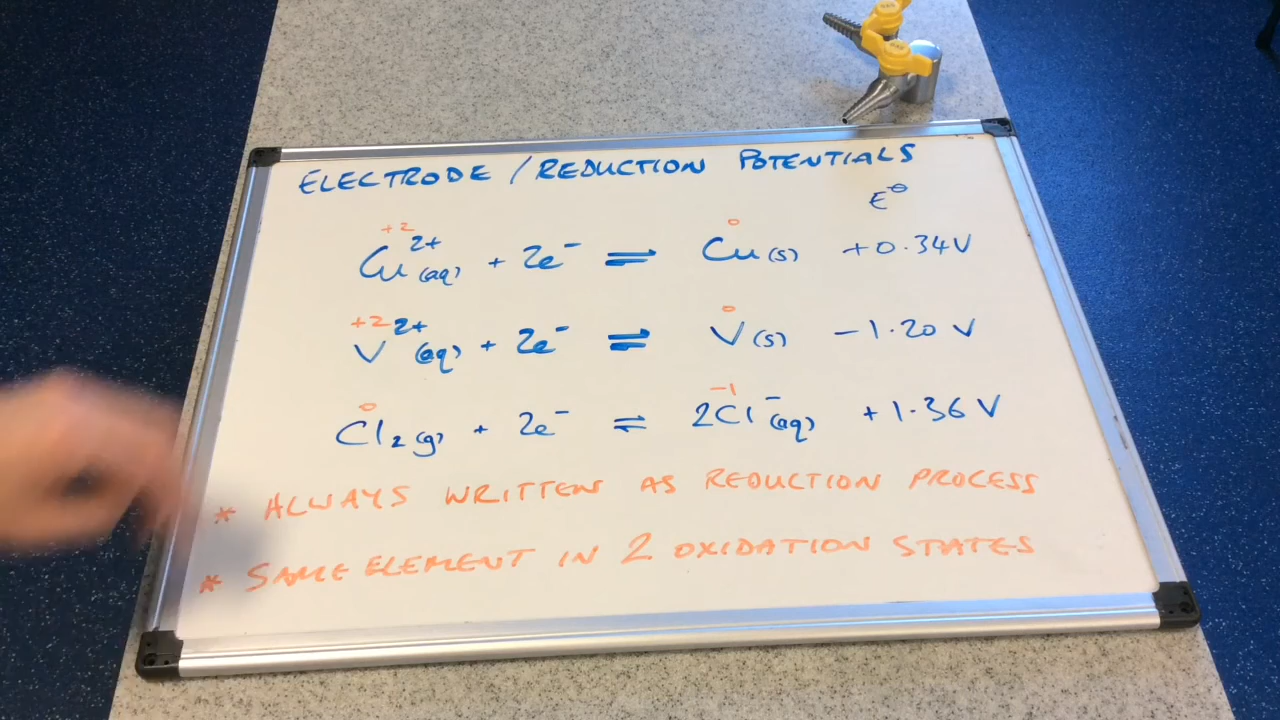 ELECTRODE / REDUCTION POTENTIALS
E⊖
+2 0
Cu²⁺(aq) + 2e⁻ ⇌ Cu(s) +0.34V
+2 0
V²⁺(aq) + 2e⁻ ⇌ V(s) -1.20 V
0 -1
Cl₂(g) + 2e⁻ ⇌ 2Cl⁻(aq) +1.36 V
* ALWAYS WRITTEN AS REDUCTION PROCESS
* SAME ELEMENT IN 2 OXIDATION STATES